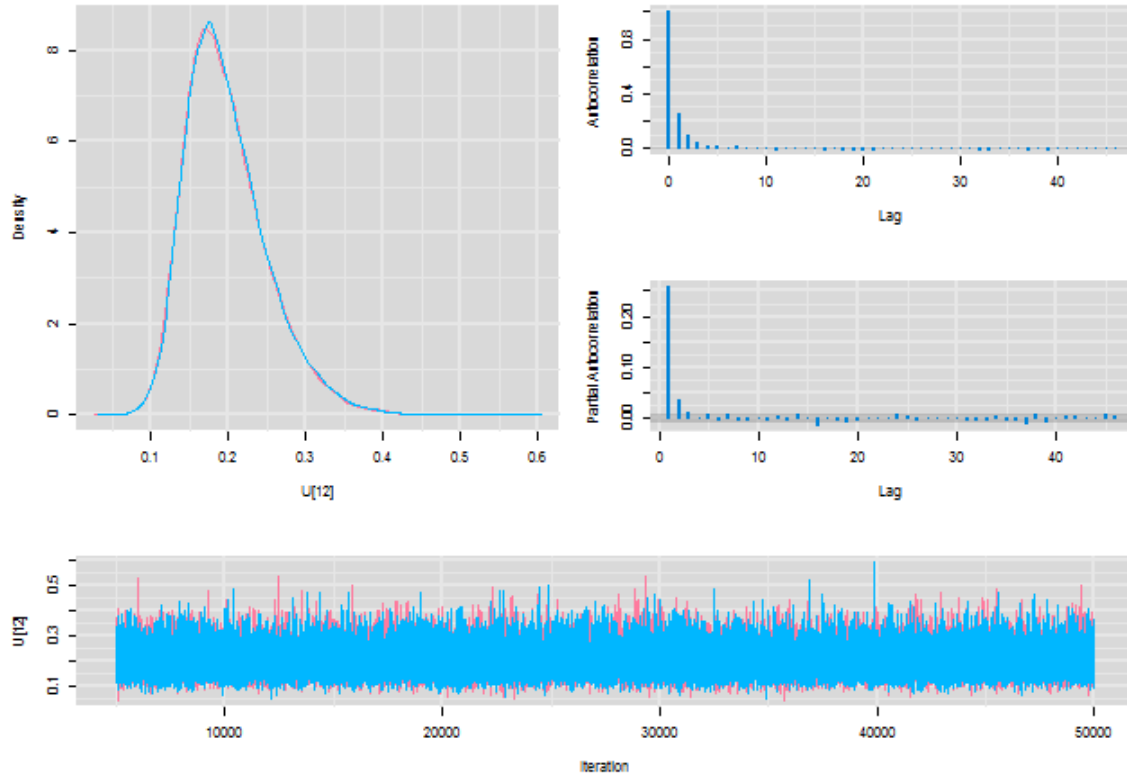 Density
8
6
4
2
0
0.1 0.2 0.3 0.4 0.5 0.6
U[12]
Autocorrelation
0.8
0.4
0.0
0 10 20 30 40
Lag
Partial Autocorrelation
0.20
0.10
0.00
0 10 20 30 40
Lag
U[12]
0.5
0.3
0.1
10000 20000 30000 40000 50000
Iteration